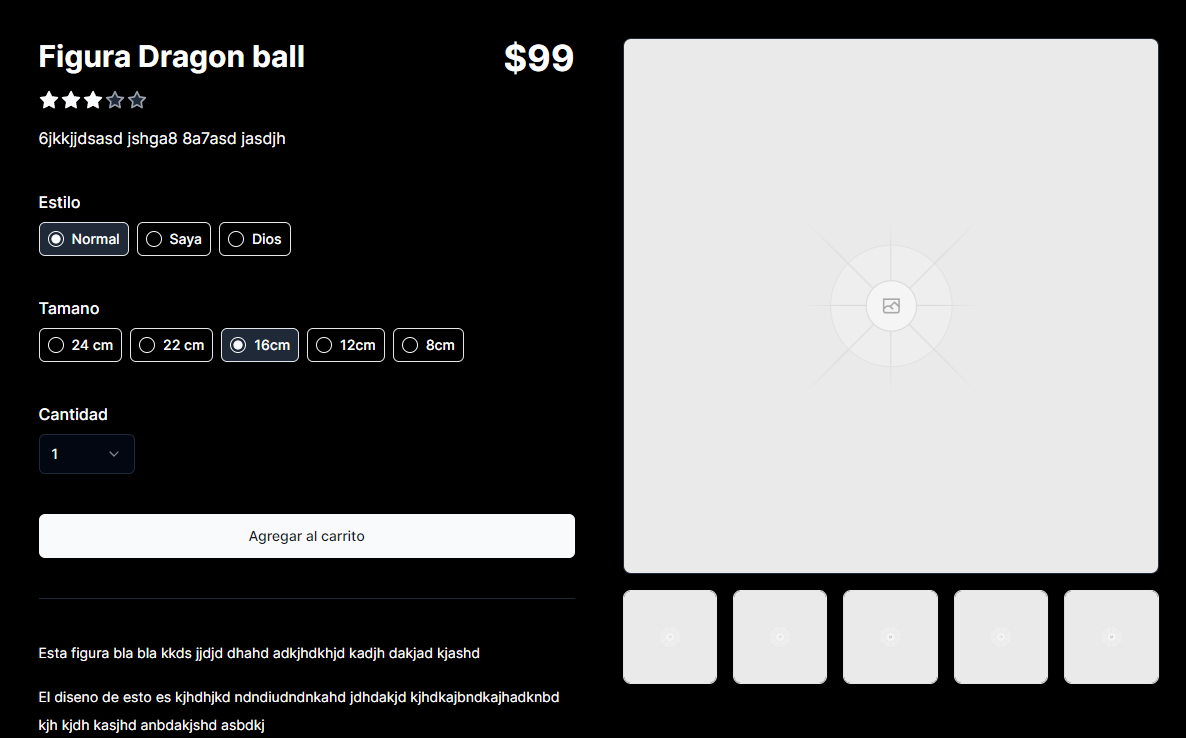 Figura Dragon ball
$99
6jkkjjdsasd jshga8 8a7asd jasdjh
Estilo
Normal Saya Dios
Tamano
24 cm 22 cm 16cm 12cm 8cm
Cantidad
1
Agregar al carrito
Esta figura bla bla kkds jjdjd dhahd adkjhdkhjd kadjh dakjad kjashd
El diseno de esto es kjhdhjkd ndndiudndnkahd jdhdakjd kjhdkajbndkajhadknbd
kjh kjdh kasjhd anbdakjshd asbdkj